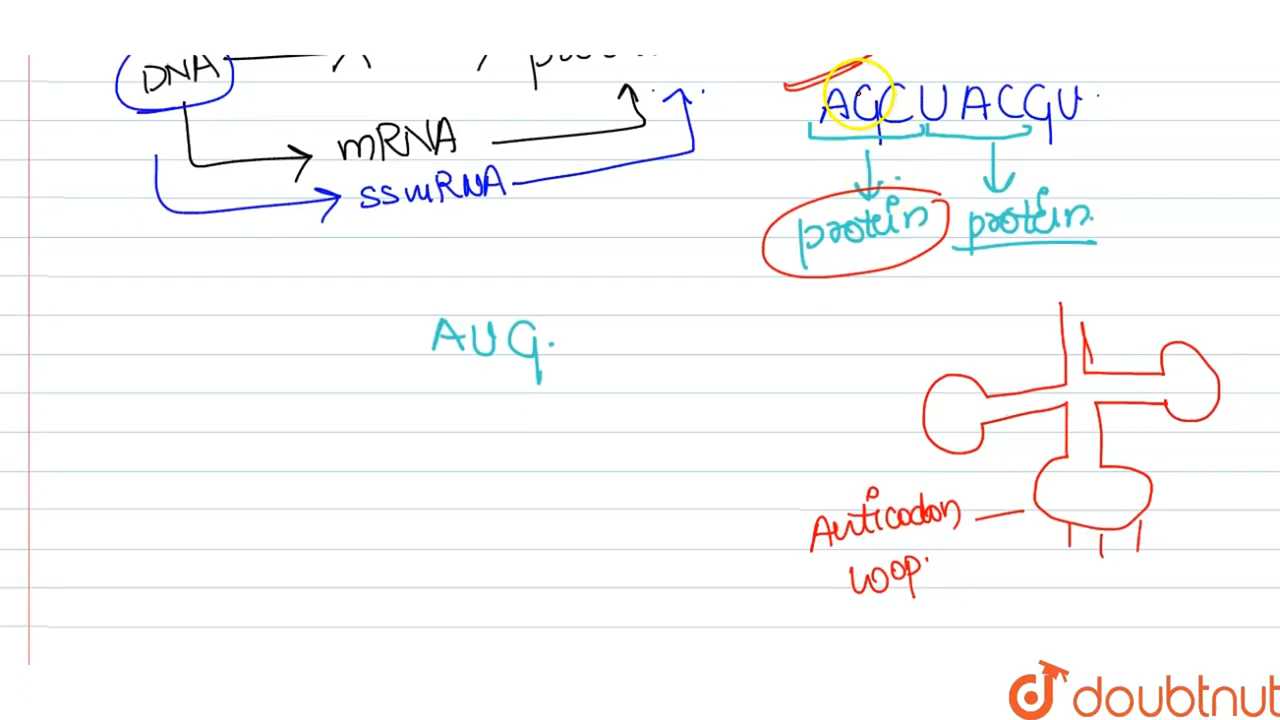 DNA
mRNA
ssmRNA
AGCUACGU
protein protein.
AUG.
Anticodon
loop.
doubtnut